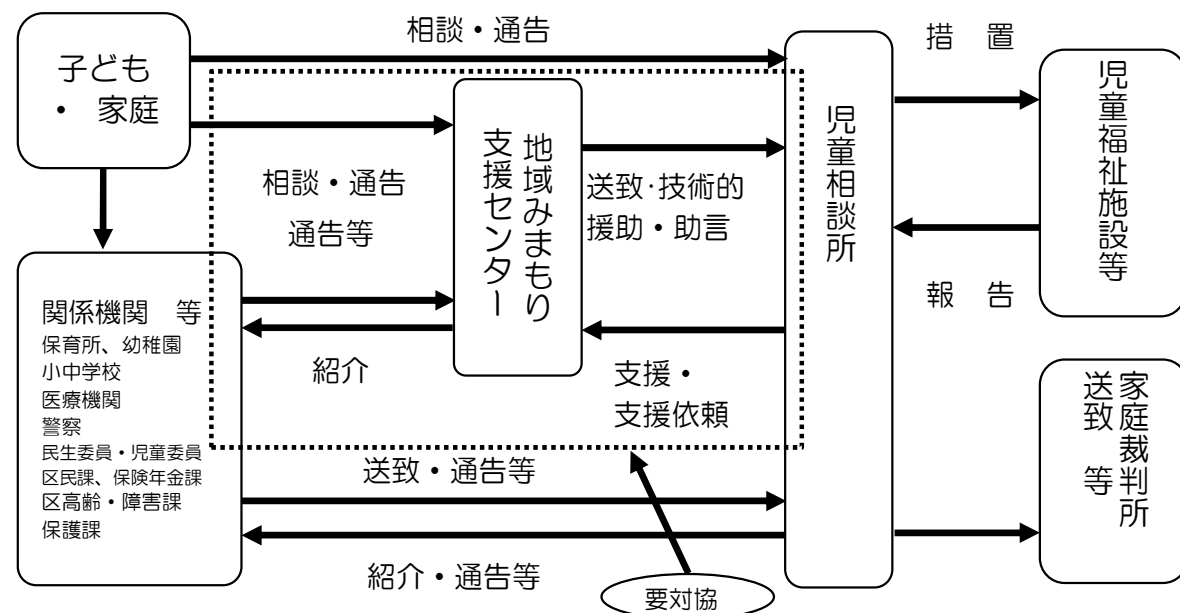 相談・通告
措　置
子ども
・　家庭
地域みまもり
支援センター
児童相談所
児童福祉施設等
相談・通告
通告等
送致・技術的
援助・助言
報　告
関係機関　等
保育所、幼稚園
小中学校
医療機関
警察
民生委員・児童委員
区民課、保険年金課
区高齢・障害課
保護課
紹介
支援・
支援依頼
家庭裁判所
送致　等
送致・通告等
紹介・通告等
要対協